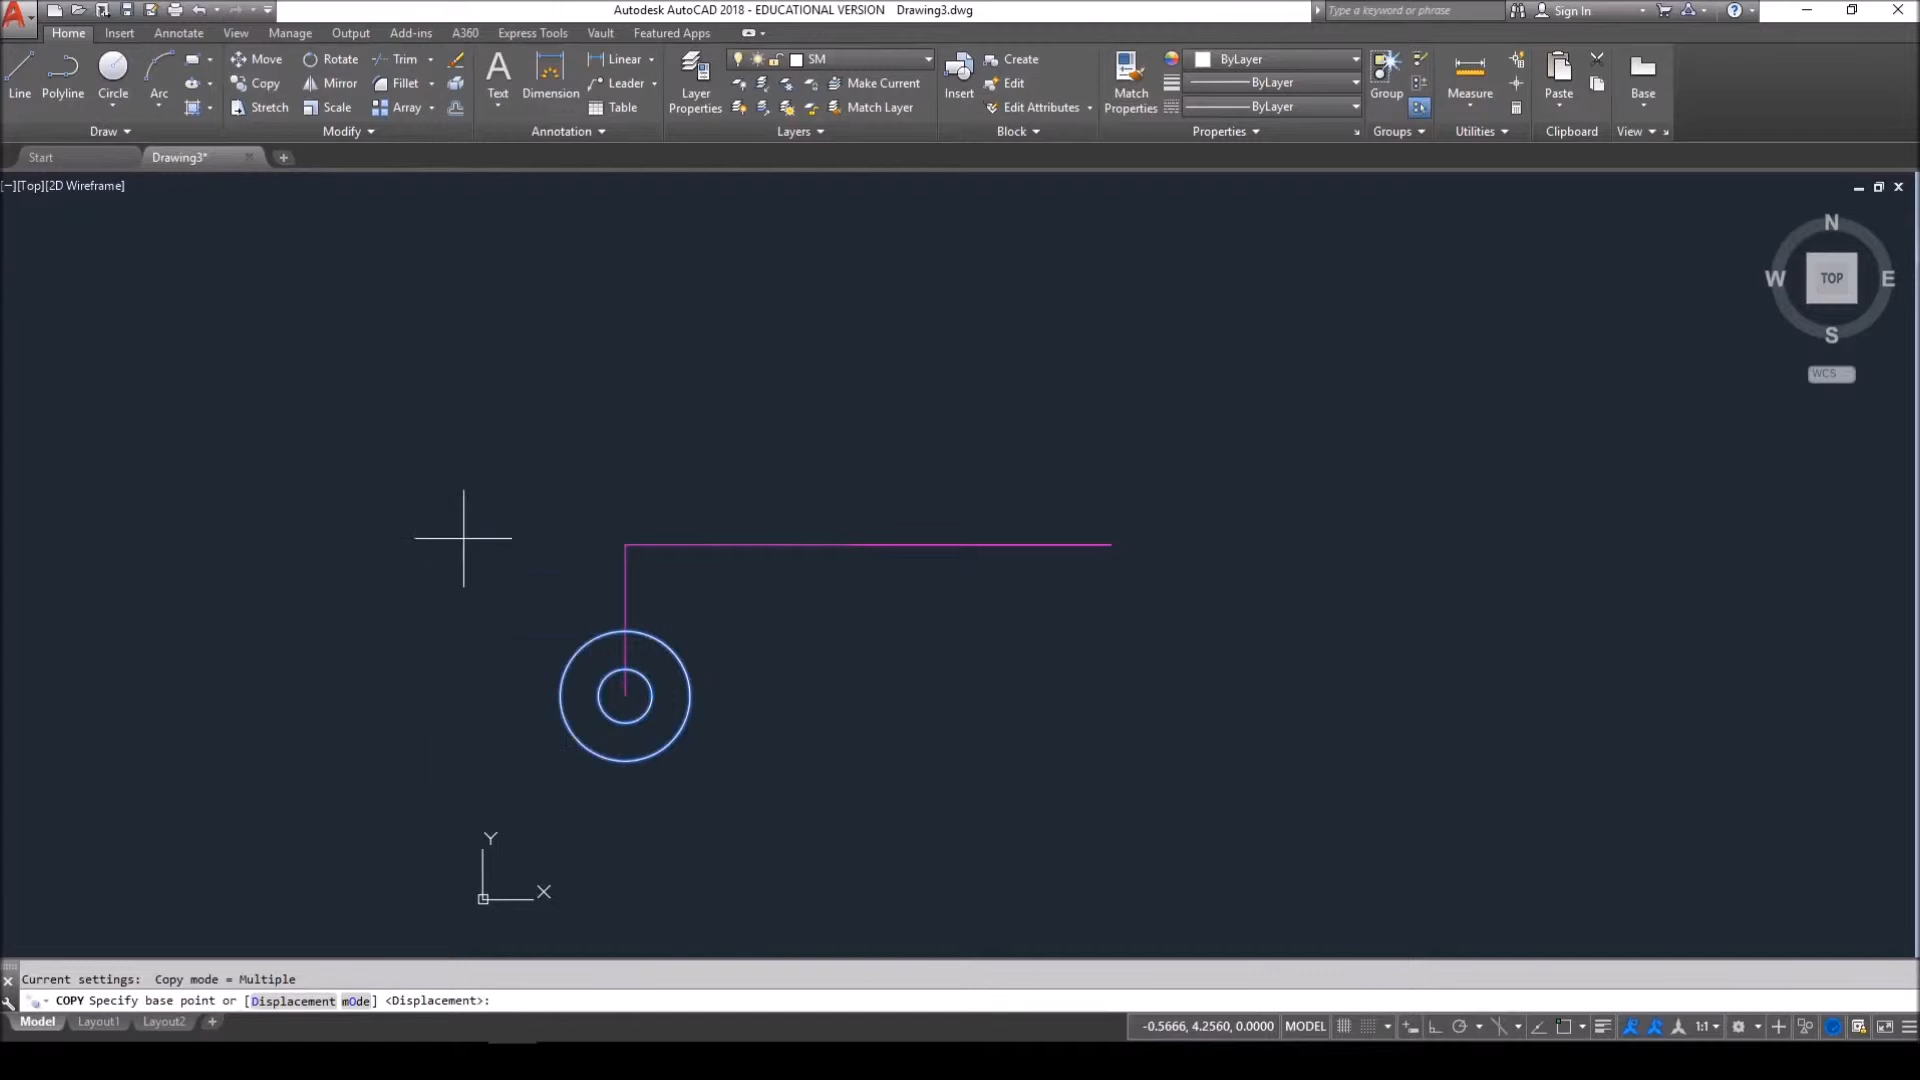 Autodesk AutoCAD 2018 - EDUCATIONAL VERSION Drawing3.dwg
Type a keyword or phrase
Sign In
Home Insert Annotate View Manage Output Add-ins A360 Express Tools Vault Featured Apps
Line Polyline Circle Arc
Move Rotate Trim
Copy Mirror Fillet
Stretch Scale Array
Text Dimension
Linear
Leader
Table
Layer Properties
SM
Make Current
Match Layer
Insert
Create
Edit
Edit Attributes
Match Properties
ByLayer
ByLayer
ByLayer
Group
Measure
Paste
Base
Draw Modify Annotation Layers Block Properties Groups Utilities Clipboard View
Start Drawing3*
[−][Top][2D Wireframe]
N
W TOP E
S
WCS
Y
X
Current settings: Copy mode = Multiple
COPY Specify base point or [Displacement mOde] <Displacement>:
Model Layout1 Layout2
-0.5666, 4.2560, 0.0000 MODEL 1:1